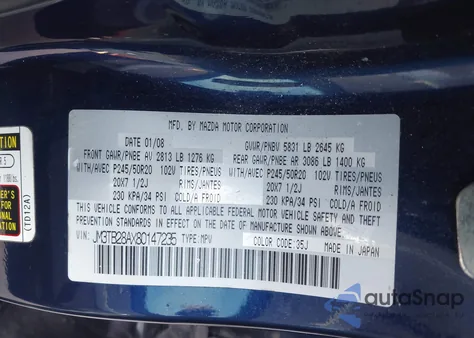 MFD. BY MAZDA MOTOR CORPORATION
DATE 01/08 GVWR/PNBV 5831 LB 2645 KG
FRONT GAWR/PNBE AV 2813 LB 1276 KG REAR GAWR/PNBE AR 3086 LB 1400 KG
WITH/AVEC P245/50R20 102V TIRES/PNEUS WITH/AVEC P245/50R20 102V TIRES/PNEUS
20X7 1/2J RIMS/JANTES 20X7 1/2J RIMS/JANTES
230 KPA/34 PSI COLD/A FROID 230 KPA/34 PSI COLD/A FROID
THIS VEHICLE CONFORMS TO ALL APPLICABLE FEDERAL MOTOR VEHICLE SAFETY AND THEFT
PREVENTION STANDARDS IN EFFECT ON THE DATE OF MANUFACTURE SHOWN ABOVE.
VIN: JM3TB28AX80147235 TYPE: MPV COLOR CODE:35J MADE IN JAPAN
(TD12A)
autoSnap